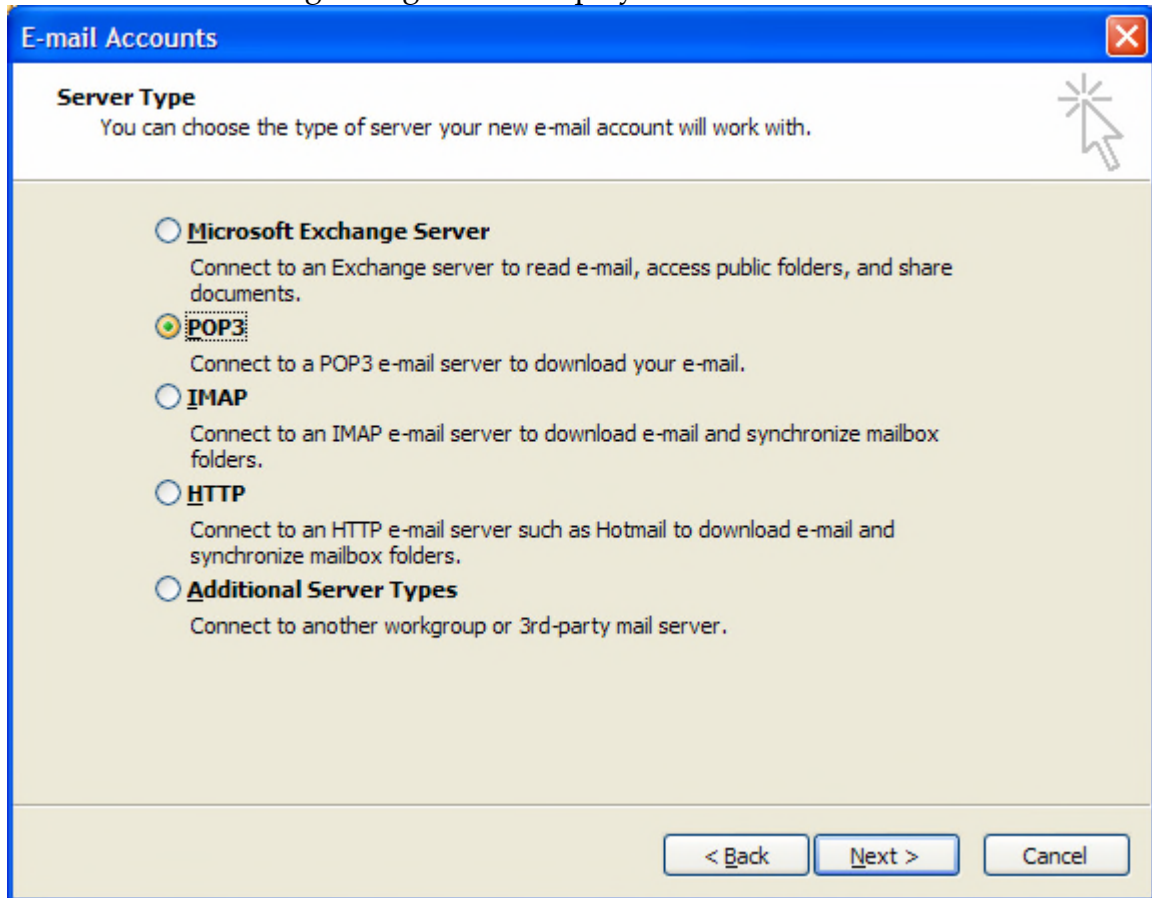 E-mail Accounts
Server Type
You can choose the type of server your new e-mail account will work with.
Microsoft Exchange Server
Connect to an Exchange server to read e-mail, access public folders, and share
documents.
POP3
Connect to a POP3 e-mail server to download your e-mail.
IMAP
Connect to an IMAP e-mail server to download e-mail and synchronize mailbox
folders.
HTTP
Connect to an HTTP e-mail server such as Hotmail to download e-mail and
synchronize mailbox folders.
Additional Server Types
Connect to another workgroup or 3rd-party mail server.
< Back Next > Cancel